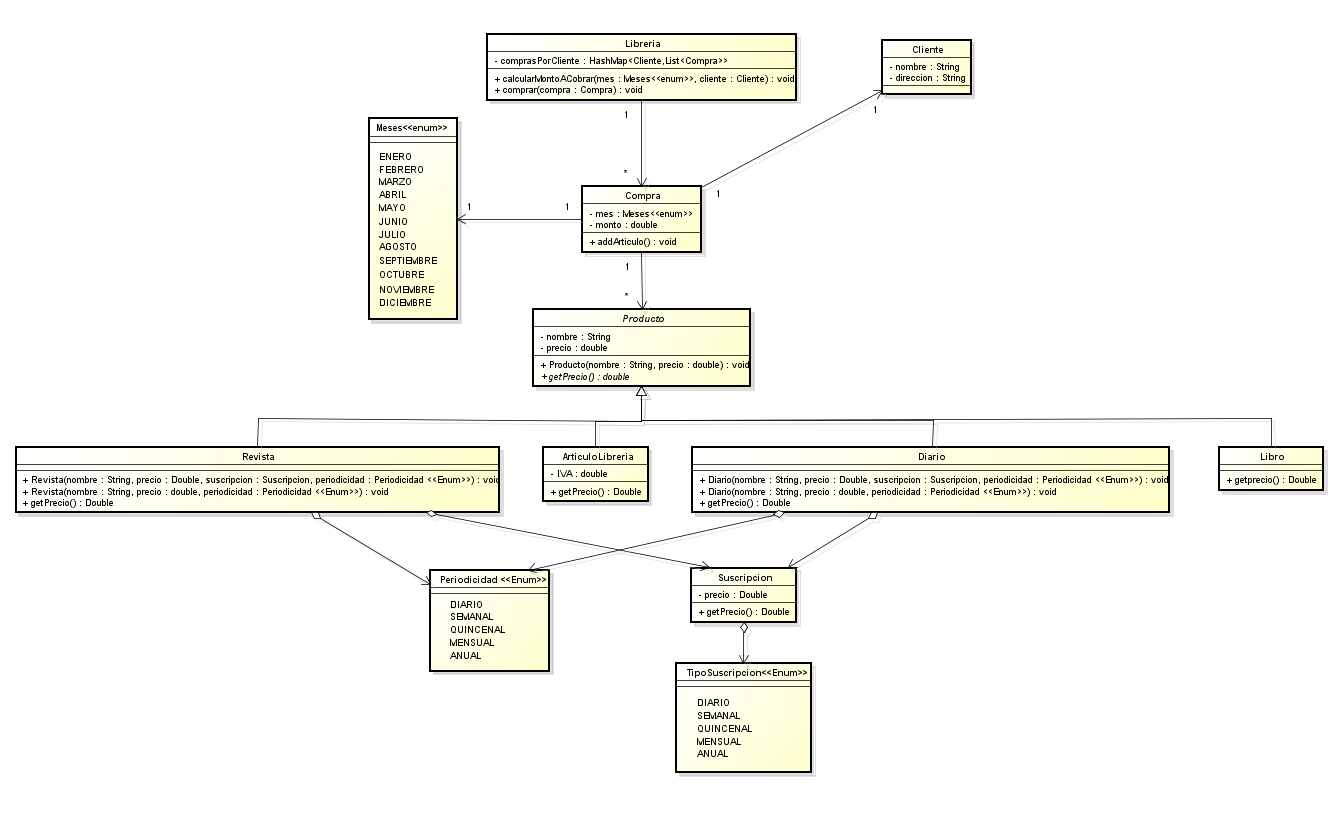 Libreria
- comprasPorCliente : HashMap<Cliente,List<Compra>>
+ calcularMontoACobrar(mes : Meses<<enum>>, cliente : Cliente) : void
+ comprar(compra : Compra) : void
Cliente
- nombre : String
- direccion : String
1
1
Meses<<enum>>
ENERO
FEBRERO
MARZO
ABRIL
MAYO
JUNIO
JULIO
AGOSTO
SEPTIEMBRE
OCTUBRE
NOVIEMBRE
DICIEMBRE
*
1
1
1
Compra
- mes : Meses<<enum>>
- monto : double
+ addArticulo() : void
1
*
Producto
- nombre : String
- precio : double
+ Producto(nombre : String, precio : double) : void
+ getPrecio() : double
Revista
+ Revista(nombre : String, precio : Double, suscripcion : Suscripcion, periodicidad : Periodicidad <<Enum>>) : void
+ Revista(nombre : String, precio : double, periodicidad : Periodicidad <<Enum>>) : void
+ getPrecio() : Double
ArticuloLibreria
- IVA : double
+ getPrecio() : Double
Diario
+ Diario(nombre : String, precio : Double, suscripcion : Suscripcion, periodicidad : Periodicidad <<Enum>>) : void
+ Diario(nombre : String, precio : double, periodicidad : Periodicidad <<Enum>>) : void
+ getPrecio() : Double
Libro
+ getprecio() : Double
Periodicidad <<Enum>>
DIARIO
SEMANAL
QUINCENAL
MENSUAL
ANUAL
Suscripcion
- precio : Double
+ getPrecio() : Double
TipoSuscripcion<<Enum>>
DIARIO
SEMANAL
QUINCENAL
MENSUAL
ANUAL